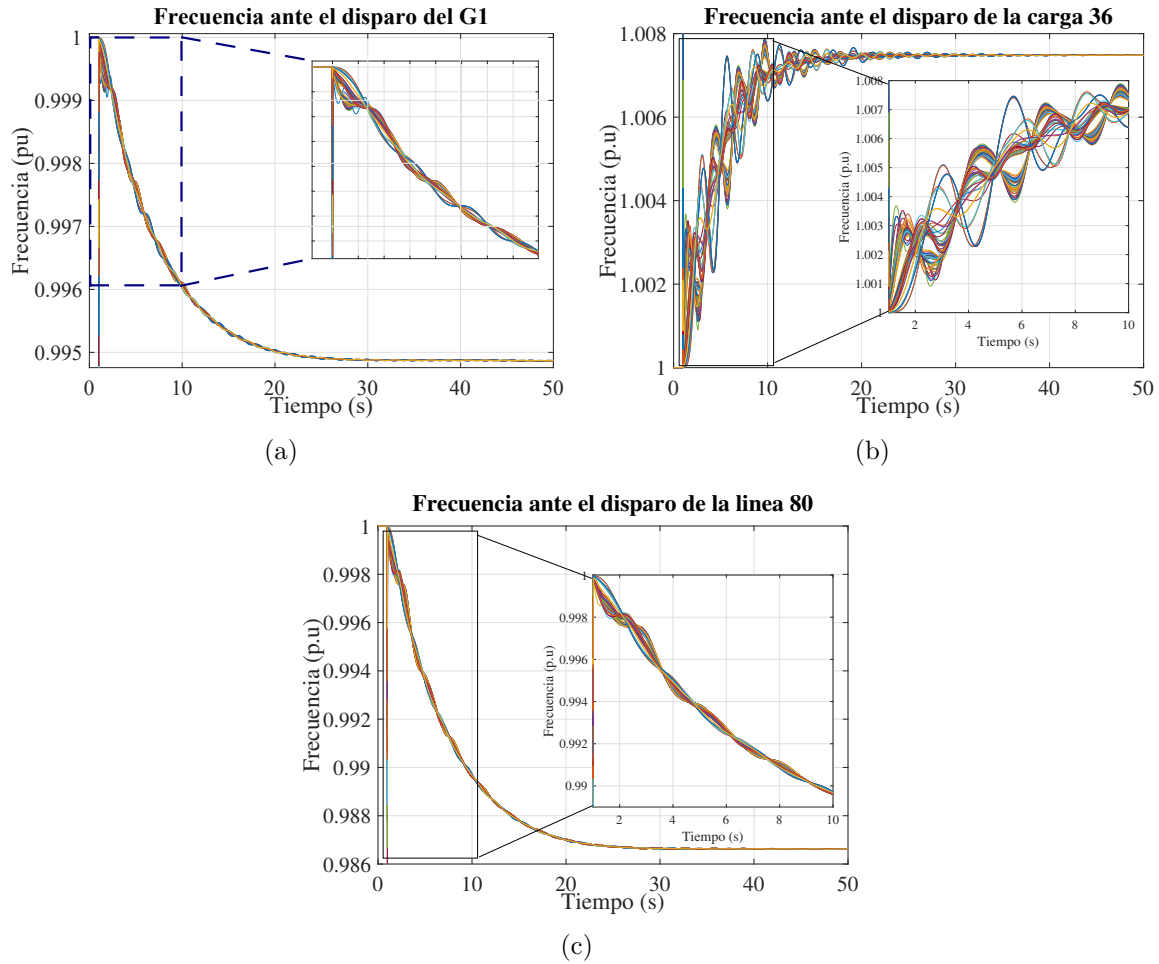 Frecuencia ante el disparo del G1
Frecuencia (pu)
1
0.999
0.998
0.997
0.996
0.995
0 10 20 30 40 50
Tiempo (s)
(a)
Frecuencia ante el disparo de la carga 36
Frecuencia (p.u)
1.008
1.006
1.004
1.002
1
0 10 20 30 40 50
Tiempo (s)
Frecuencia (p.u)
1.008
1.007
1.006
1.005
1.004
1.003
1.002
1.001
1
2 4 6 8 10
Tiempo (s)
(b)
Frecuencia ante el disparo de la linea 80
Frecuencia (p.u)
1
0.998
0.996
0.994
0.992
0.99
0.988
0.986
0 10 20 30 40 50
Tiempo (s)
Frecuencia (p.u)
1
0.998
0.996
0.994
0.992
0.99
2 4 6 8 10
Tiempo (s)
(c)